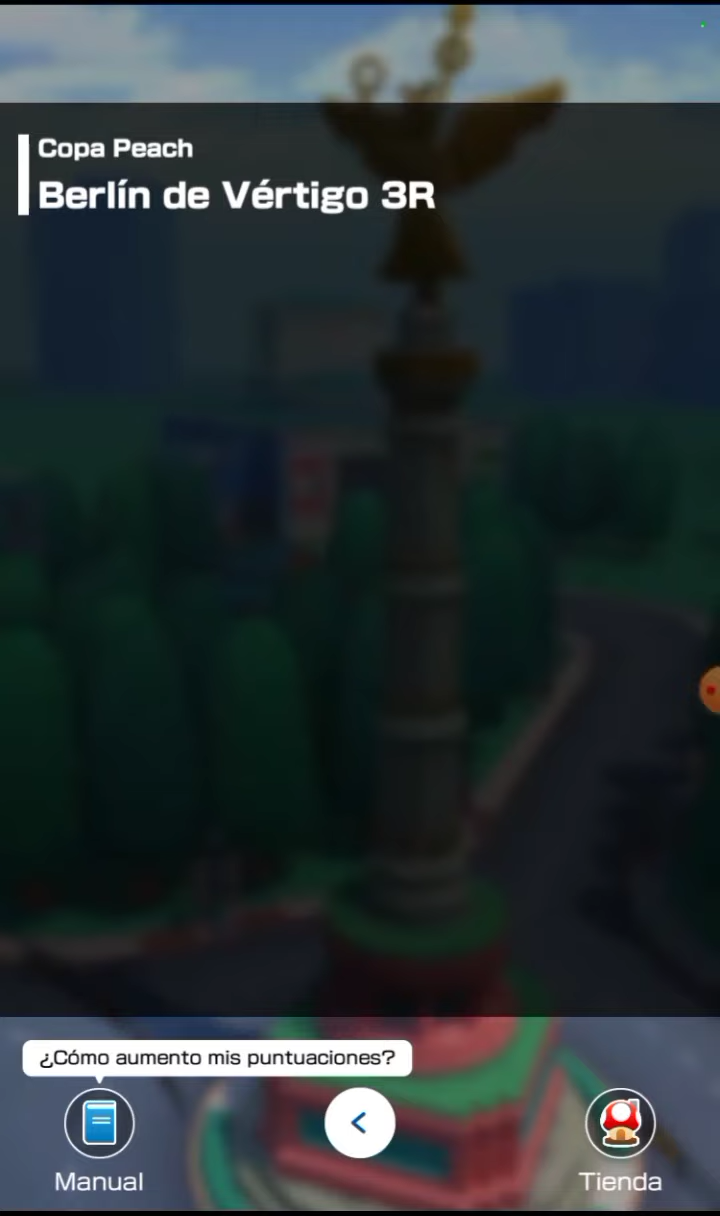 Copa Peach
Berlín de Vértigo 3R
¿Cómo aumento mis puntuaciones?
Manual
Tienda